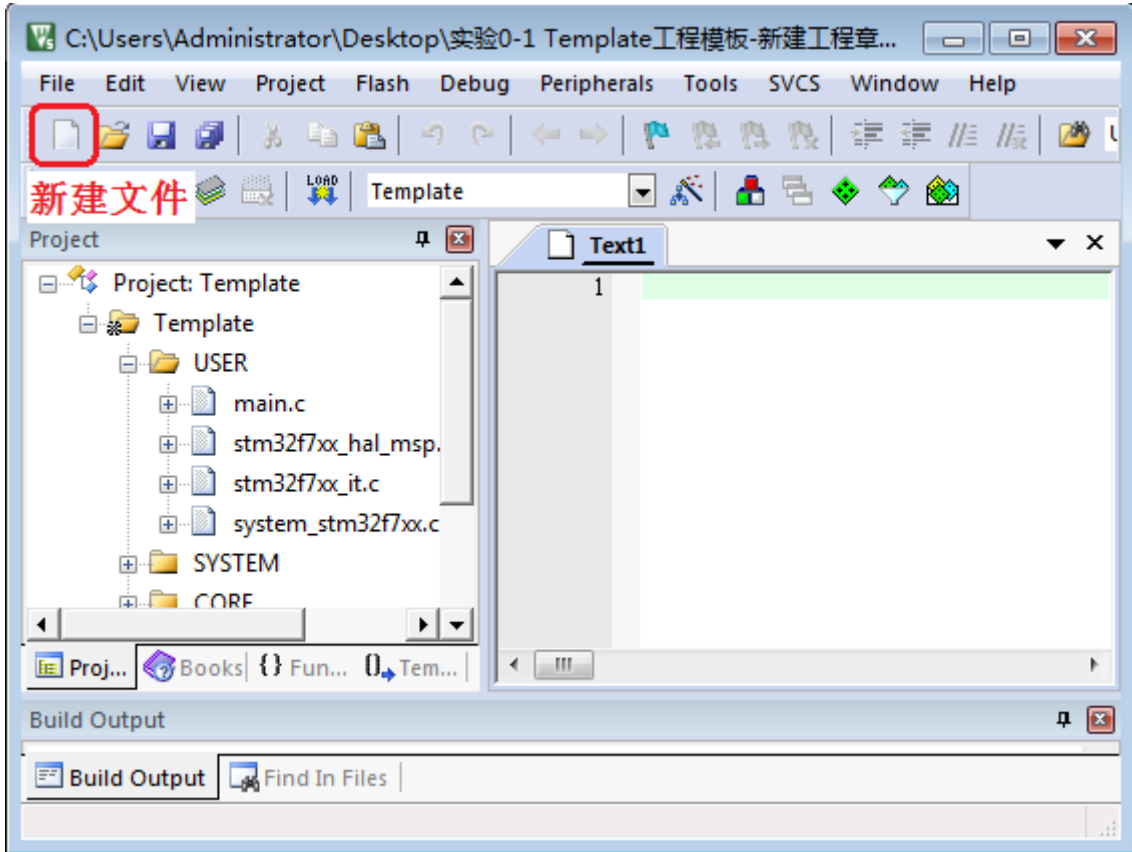 C:\Users\Administrator\Desktop\实验0-1 Template工程模板-新建工程章...
File Edit View Project Flash Debug Peripherals Tools SVCS Window Help
新建文件
LOAD
Template
Project
Text1
Project: Template
1
Template
USER
main.c
stm32f7xx_hal_msp.
stm32f7xx_it.c
system_stm32f7xx.c
SYSTEM
CORE
Proj... Books {} Fun... Tem...
Build Output
Build Output Find In Files